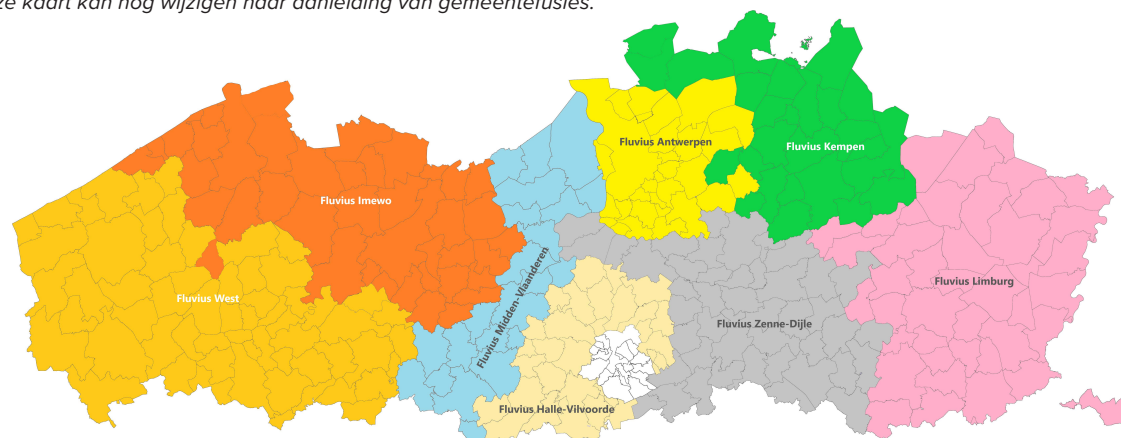 ze kaart kan nog wijzigen naar aanleiding van gemeentefusies.
Fluvius Antwerpen
Fluvius Kempen
Fluvius Imewo
Fluvius West
Fluvius Midden-Vlaanderen
Fluvius Limburg
Fluvius Zenne-Dijle
Fluvius Halle-Vilvoorde